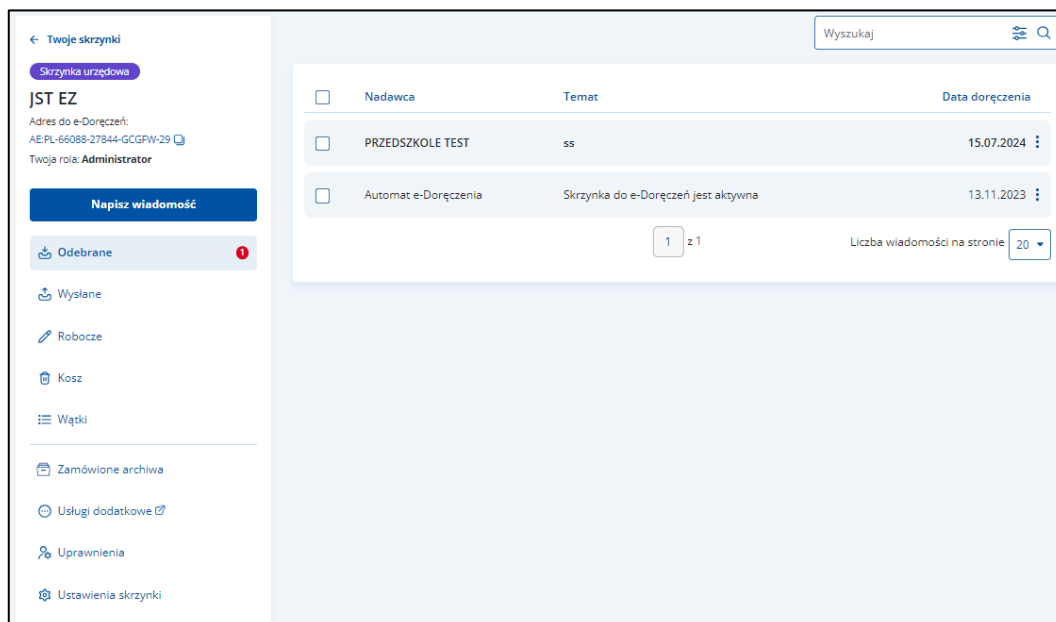 Twoje skrzynki
Skrzynka urzędowa
JST EZ
Adres do e-Doręczeń:
AE:PL-66088-27844-GCGFW-29
Twoja rola: Administrator
Napisz wiadomość
Odebrane 1
Wysłane
Robocze
Kosz
Wątki
Zamówione archiwa
Usługi dodatkowe
Uprawnienia
Ustawienia skrzynki
Wyszukaj
Nadawca Temat Data doręczenia
PRZEDSZKOLE TEST ss 15.07.2024
Automat e-Doręczenia Skrzynka do e-Doręczeń jest aktywna 13.11.2023
1 z 1 Liczba wiadomości na stronie 20